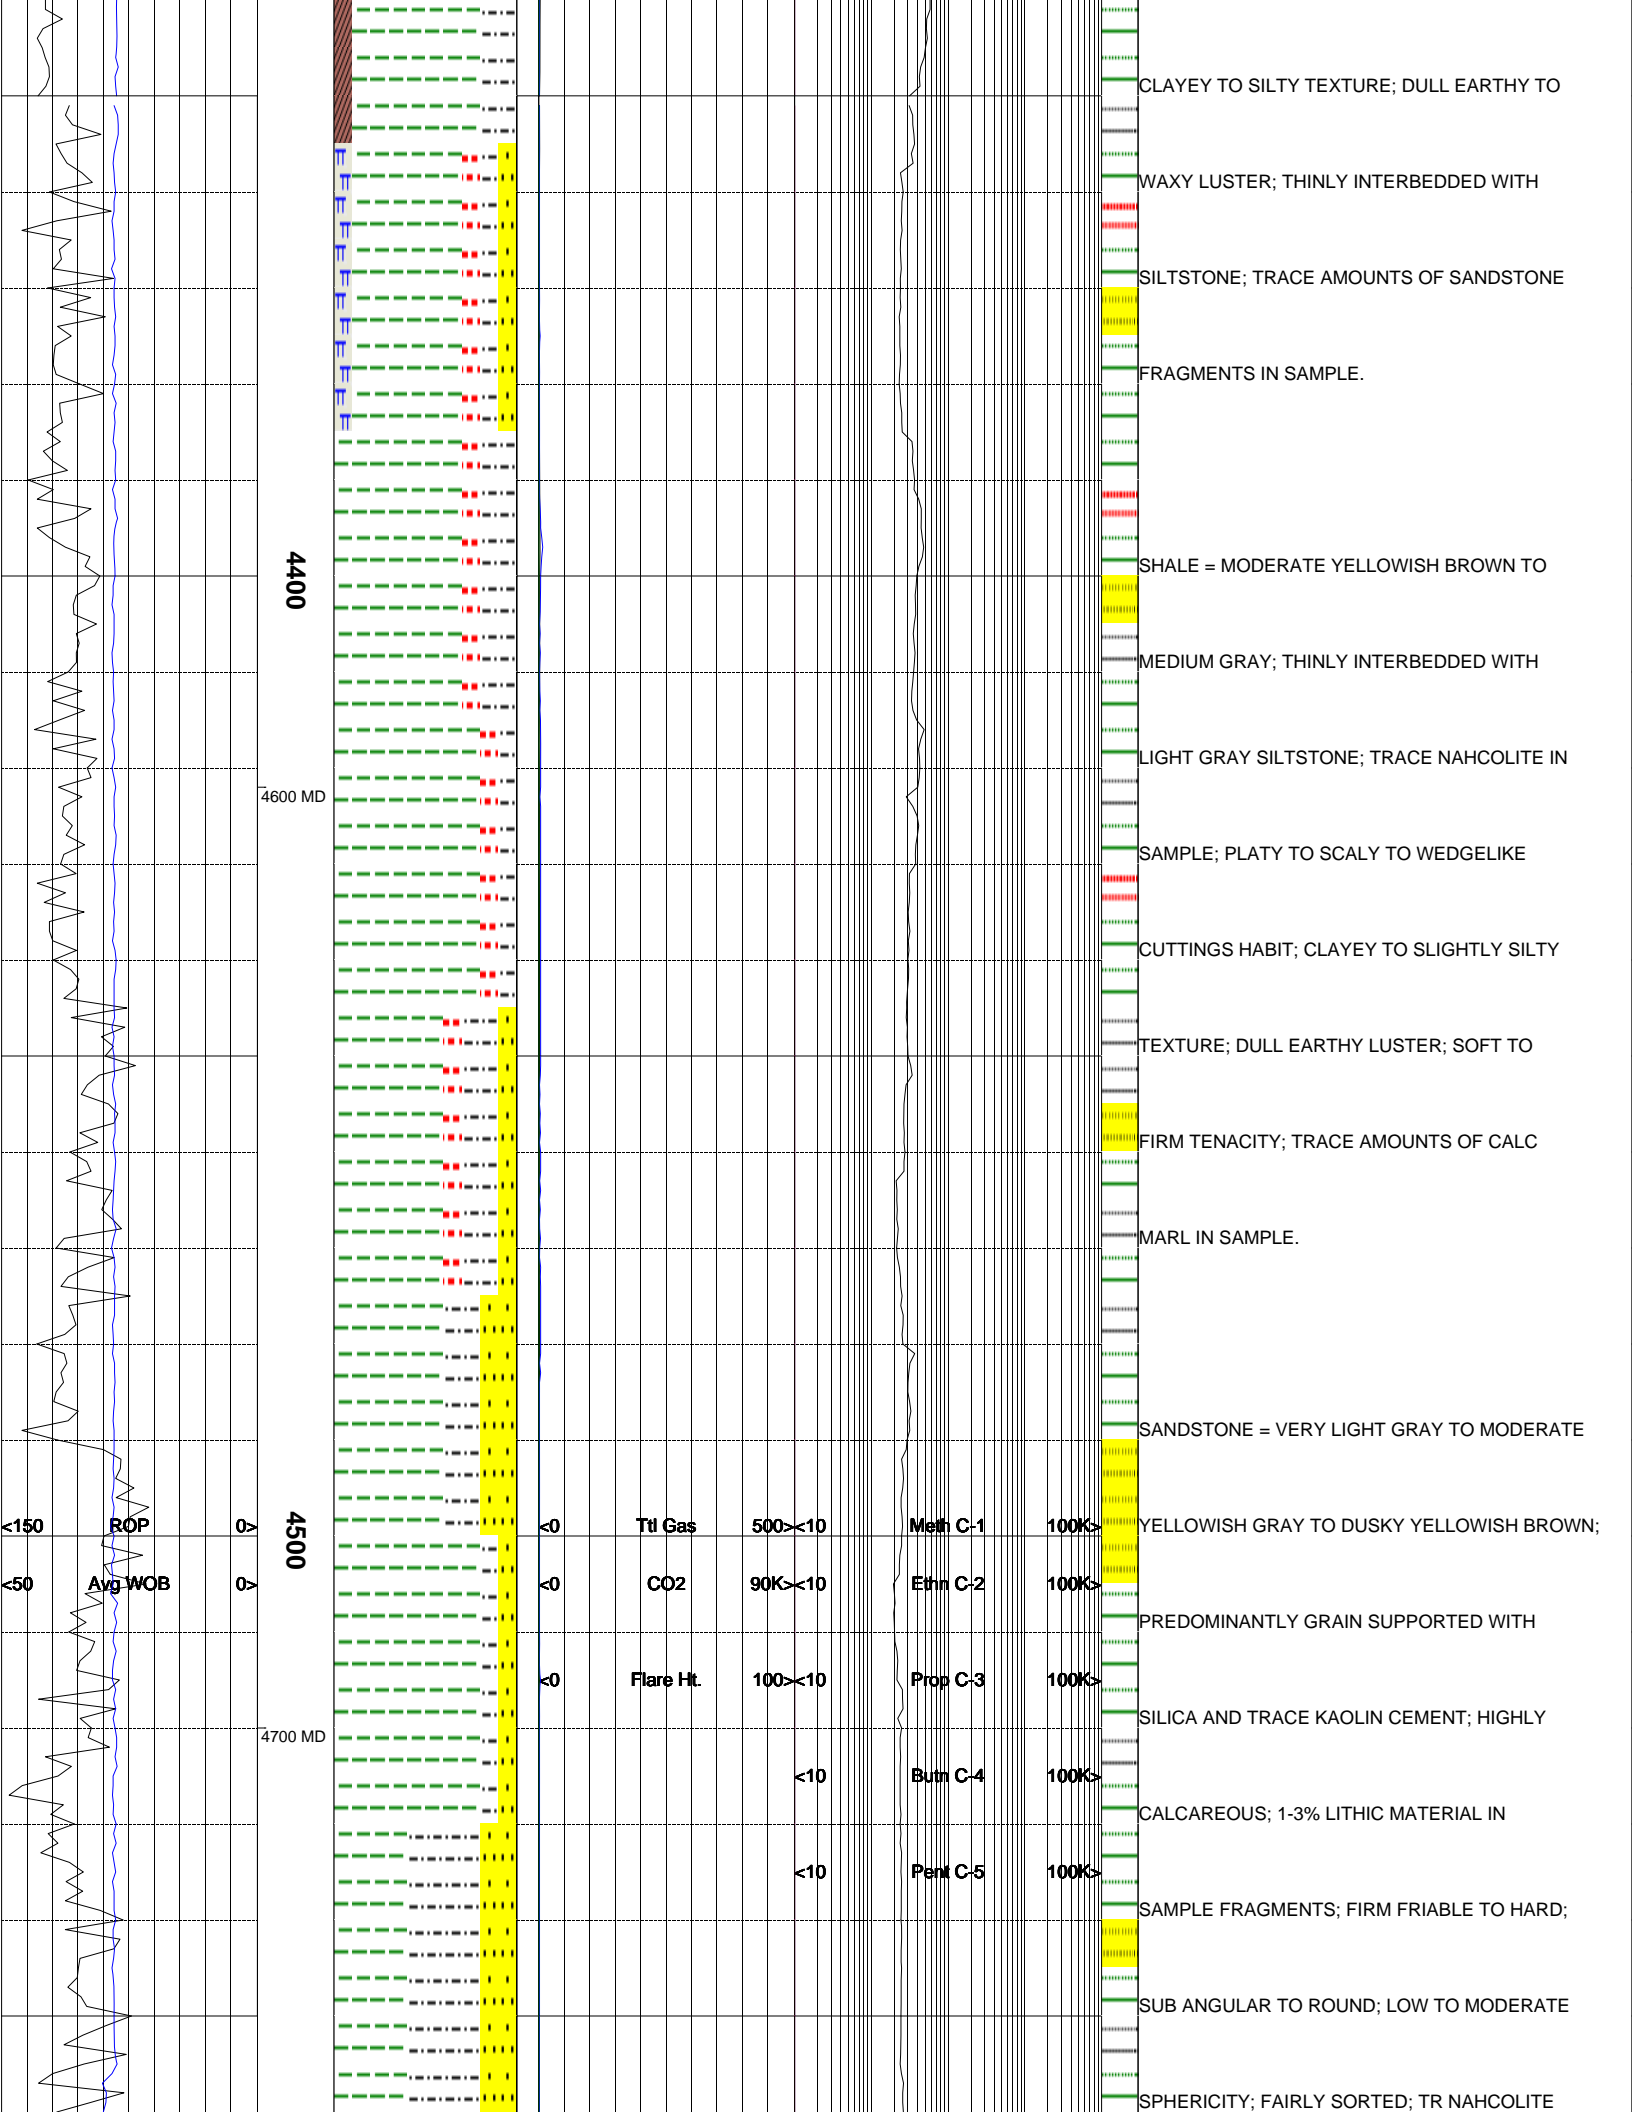 CLAYEY TO SILTY TEXTURE; DULL EARTHY TO
WAXY LUSTER; THINLY INTERBEDDED WITH
SILTSTONE; TRACE AMOUNTS OF SANDSTONE
FRAGMENTS IN SAMPLE.
4400
SHALE = MODERATE YELLOWISH BROWN TO
MEDIUM GRAY; THINLY INTERBEDDED WITH
LIGHT GRAY SILTSTONE; TRACE NAHCOLITE IN
4600 MD
SAMPLE; PLATY TO SCALY TO WEDGELIKE
CUTTINGS HABIT; CLAYEY TO SLIGHTLY SILTY
TEXTURE; DULL EARTHY LUSTER; SOFT TO
FIRM TENACITY; TRACE AMOUNTS OF CALC
MARL IN SAMPLE.
SANDSTONE = VERY LIGHT GRAY TO MODERATE
<150 ROP 0> 4500 <0 Ttl Gas 500> <10 Meth C-1 100K> YELLOWISH GRAY TO DUSKY YELLOWISH BROWN;
<50 Avg WOB 0> <0 CO2 90K> <10 Ethn C-2 100K>
PREDOMINANTLY GRAIN SUPPORTED WITH
<0 Flare Ht. 100> <10 Prop C-3 100K>
SILICA AND TRACE KAOLIN CEMENT; HIGHLY
4700 MD
<10 Butn C-4 100K>
CALCAREOUS; 1-3% LITHIC MATERIAL IN
<10 Pent C-5 100K>
SAMPLE FRAGMENTS; FIRM FRIABLE TO HARD;
SUB ANGULAR TO ROUND; LOW TO MODERATE
SPHERICITY; FAIRLY SORTED; TR NAHCOLITE